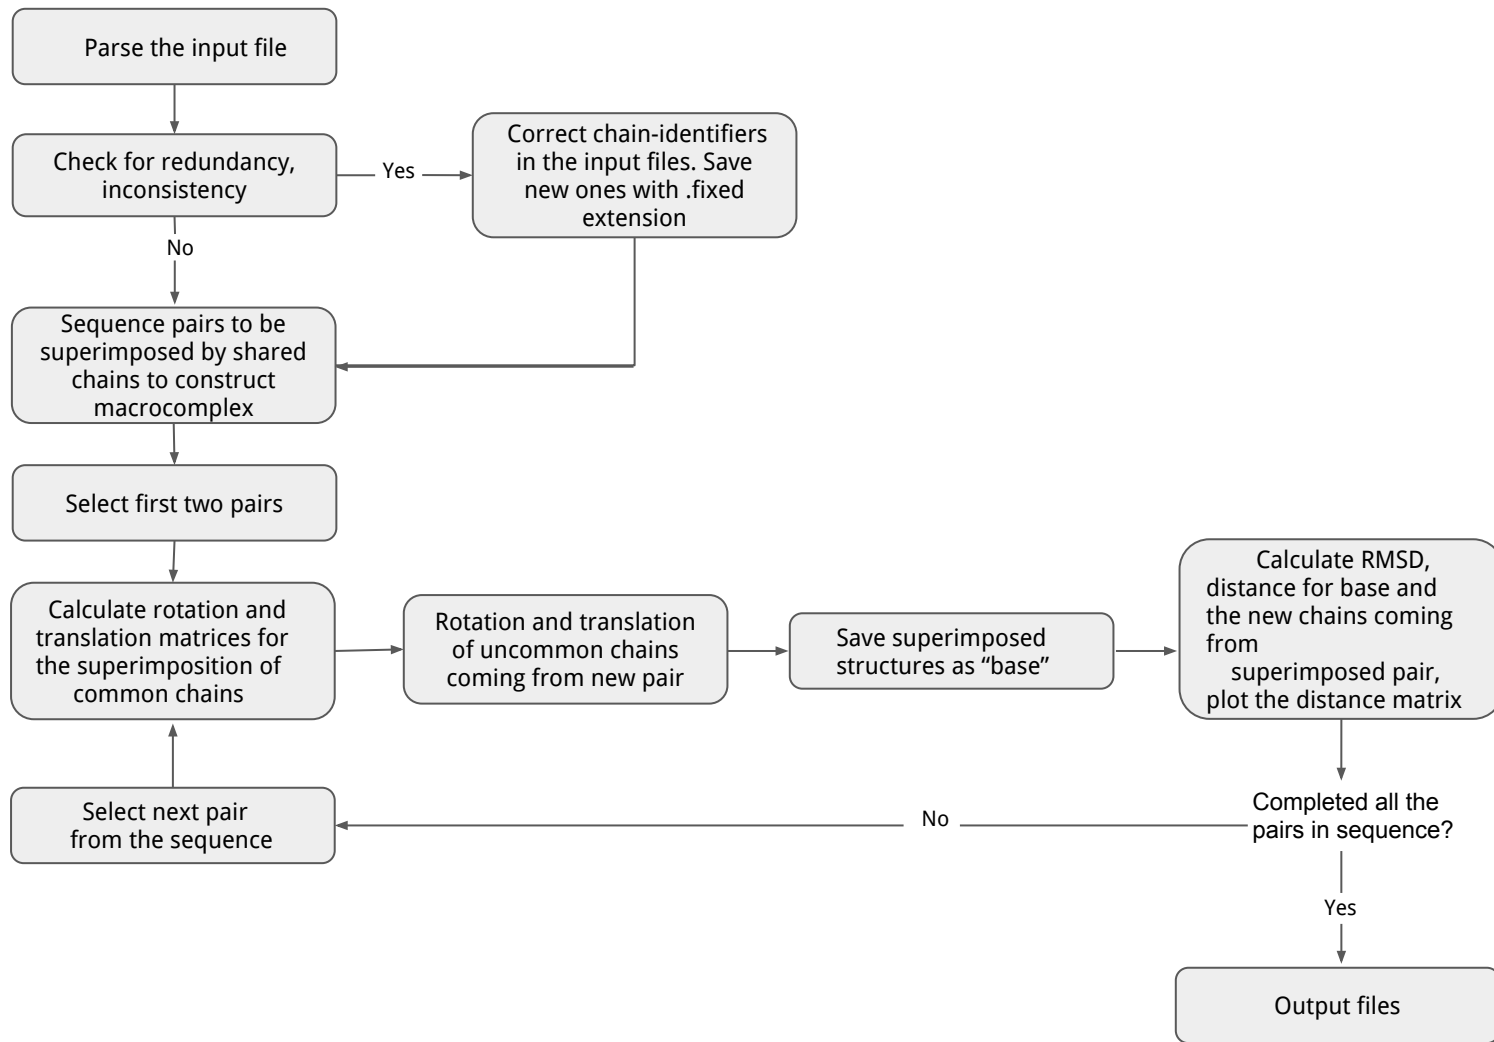 Parse the input file
Check for redundancy,
inconsistency
Yes
Correct chain-identifiers
in the input files. Save
new ones with .fixed
extension
No
Sequence pairs to be
superimposed by shared
chains to construct
macrocomplex
Select first two pairs
Calculate rotation and
translation matrices for
the superimposition of
common chains
Rotation and translation
of uncommon chains
coming from new pair
Save superimposed
structures as “base”
Calculate RMSD,
distance for base and
the new chains coming
from
superimposed pair,
plot the distance matrix
Completed all the
pairs in sequence?
No
Select next pair
from the sequence
Yes
Output files